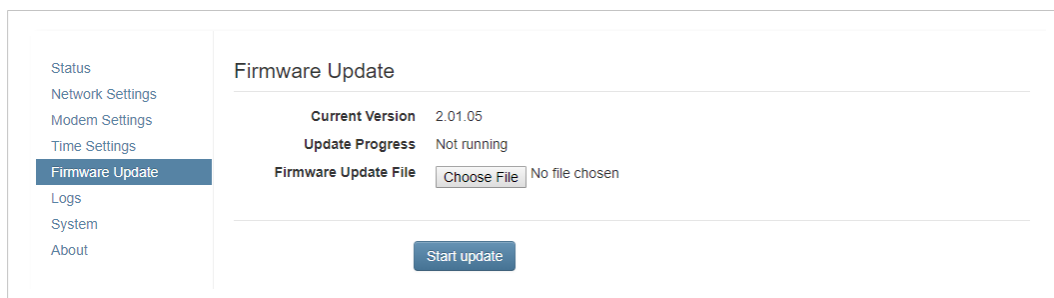 Status
Network Settings
Modem Settings
Time Settings
Firmware Update
Logs
System
About
Firmware Update
Current Version 2.01.05
Update Progress Not running
Firmware Update File Choose File No file chosen
Start update